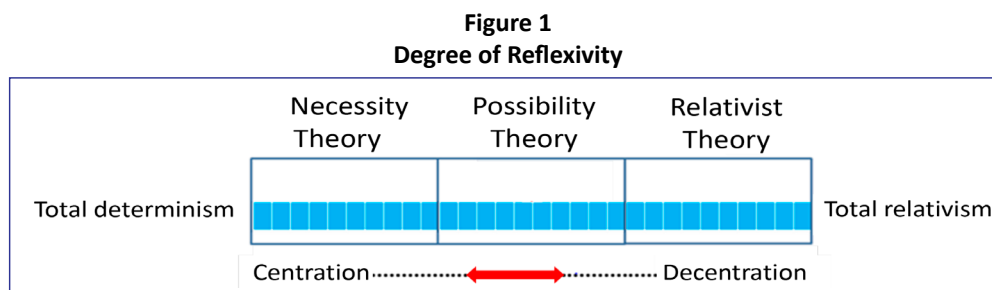 Figure 1
Degree of Reflexivity
Necessity Theory
Possibility Theory
Relativist Theory
Total determinism
Total relativism
Centration
Decentration